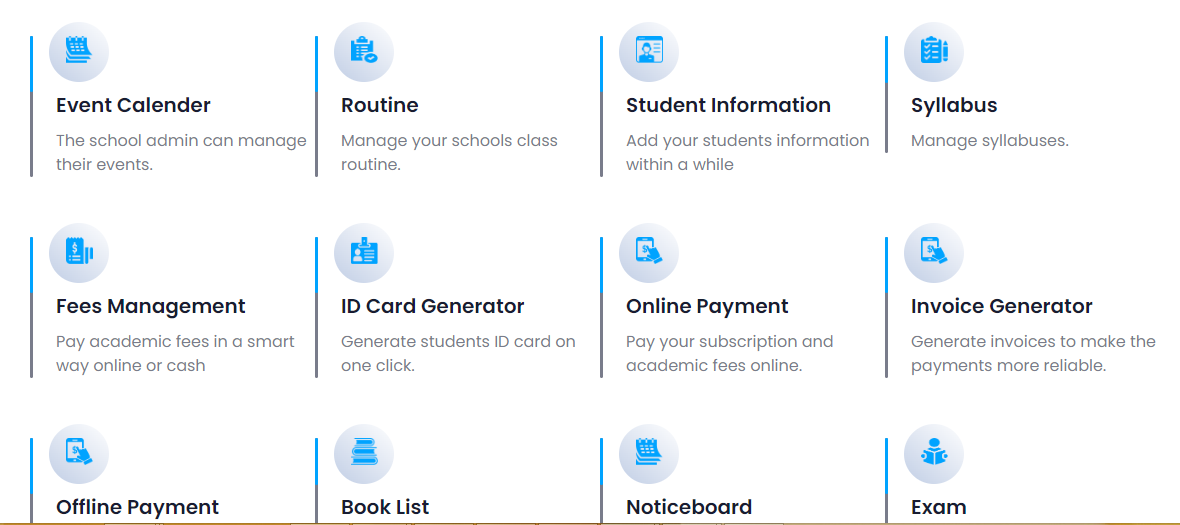 Event Calender
The school admin can manage
their events.
Routine
Manage your schools class
routine.
Student Information
Add your students information
within a while
Syllabus
Manage syllabuses.
Fees Management
Pay academic fees in a smart
way online or cash
ID Card Generator
Generate students ID card on
one click.
Online Payment
Pay your subscription and
academic fees online.
Invoice Generator
Generate invoices to make the
payments more reliable.
Offline Payment
Book List
Noticeboard
Exam